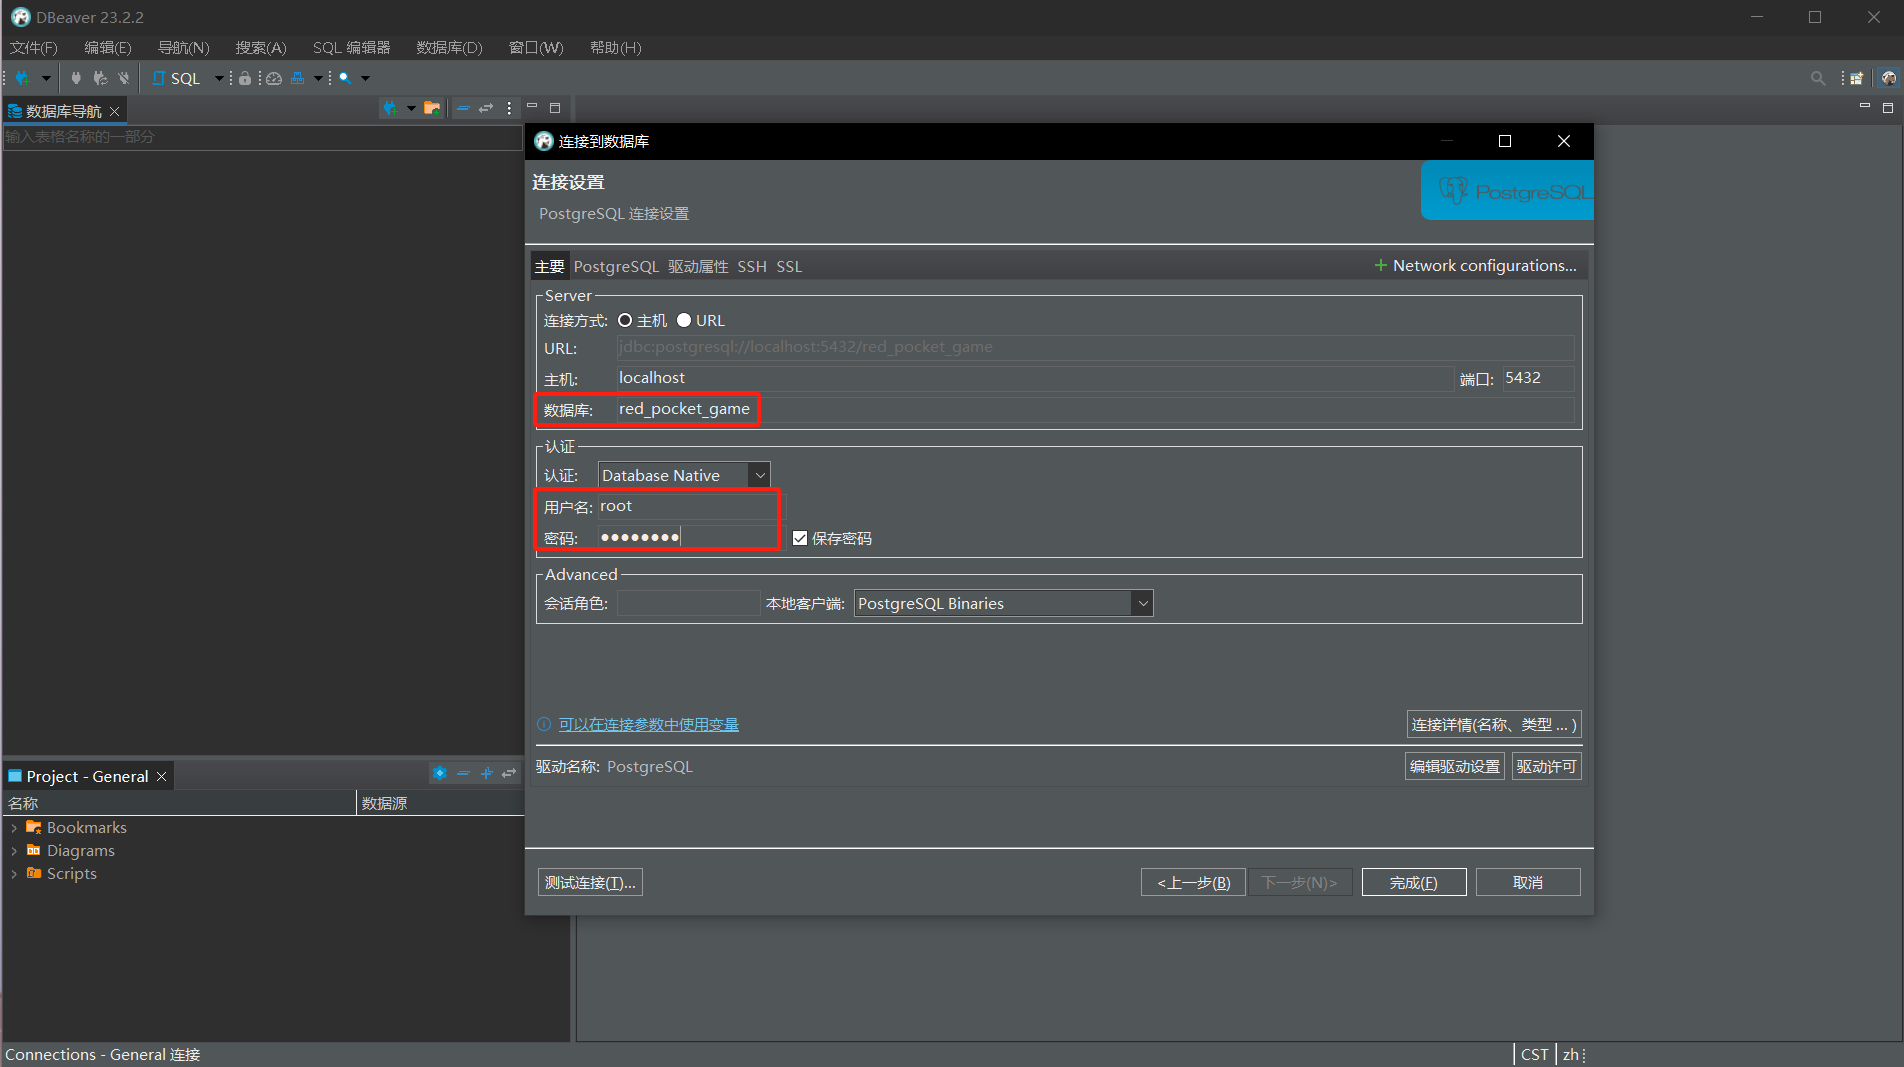 DBeaver 23.2.2
文件(F) 编辑(E) 导航(N) 搜索(A) SQL 编辑器 数据库(D) 窗口(W) 帮助(H)
SQL
数据库导航
输入表格名称的一部分
连接到数据库
连接设置
PostgreSQL 连接设置
PostgreSQL
主要 PostgreSQL 驱动属性 SSH SSL
Network configurations...
Server
连接方式: 主机 URL
URL: jdbc:postgresql://localhost:5432/red_pocket_game
主机: localhost 端口: 5432
数据库: red_pocket_game
认证
认证: Database Native
用户名: root
密码: ●●●●●●●● 保存密码
Advanced
会话角色: 本地客户端: PostgreSQL Binaries
可以在连接参数中使用变量
连接详情(名称、类型 ... )
驱动名称: PostgreSQL
编辑驱动设置 驱动许可
测试连接(T)... <上一步(B) 下一步(N)> 完成(F) 取消
Project - General
名称 数据源
Bookmarks
Diagrams
Scripts
Connections - General 连接
CST zh